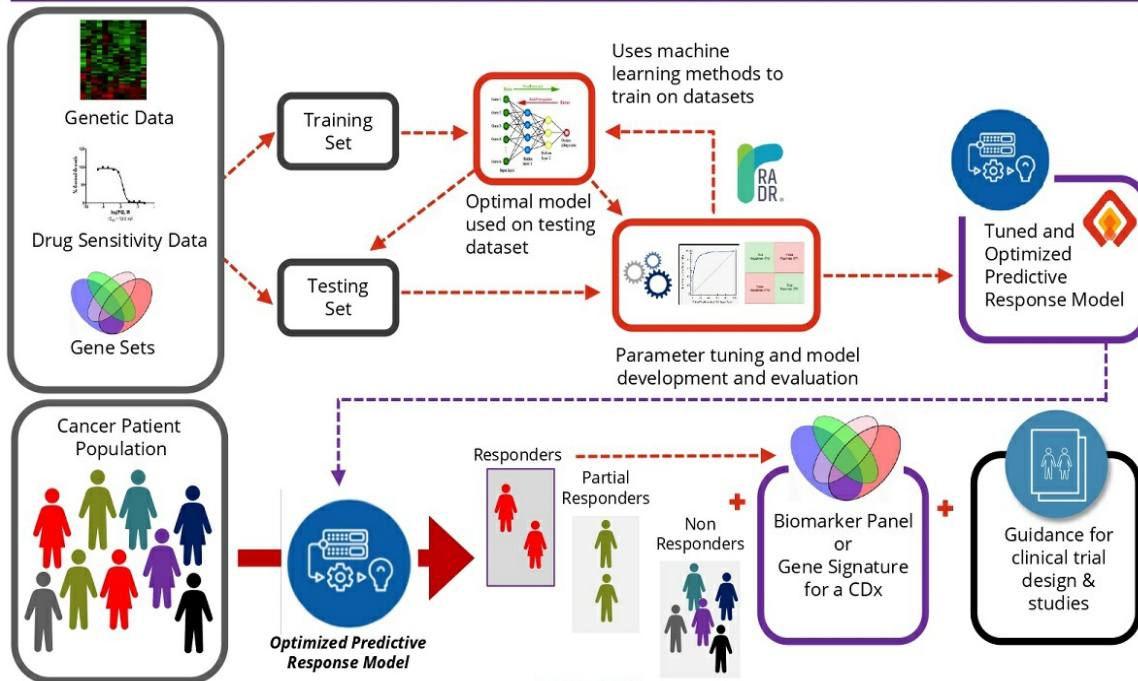 Genetic Data
Drug Sensitivity Data
Gene Sets
Training
Set
Testing
Set
Optimal model
used on testing
dataset
Uses machine
learning methods to
train on datasets
RA
DR®
Parameter tuning and model
development and evaluation
Tuned and
Optimized
Predictive
Response Model
Cancer Patient
Population
Optimized Predictive
Response Model
Responders
Partial
Responders
Non
Responders
Biomarker Panel
or
Gene Signature
for a CDx
Guidance for
clinical trial
design &
studies